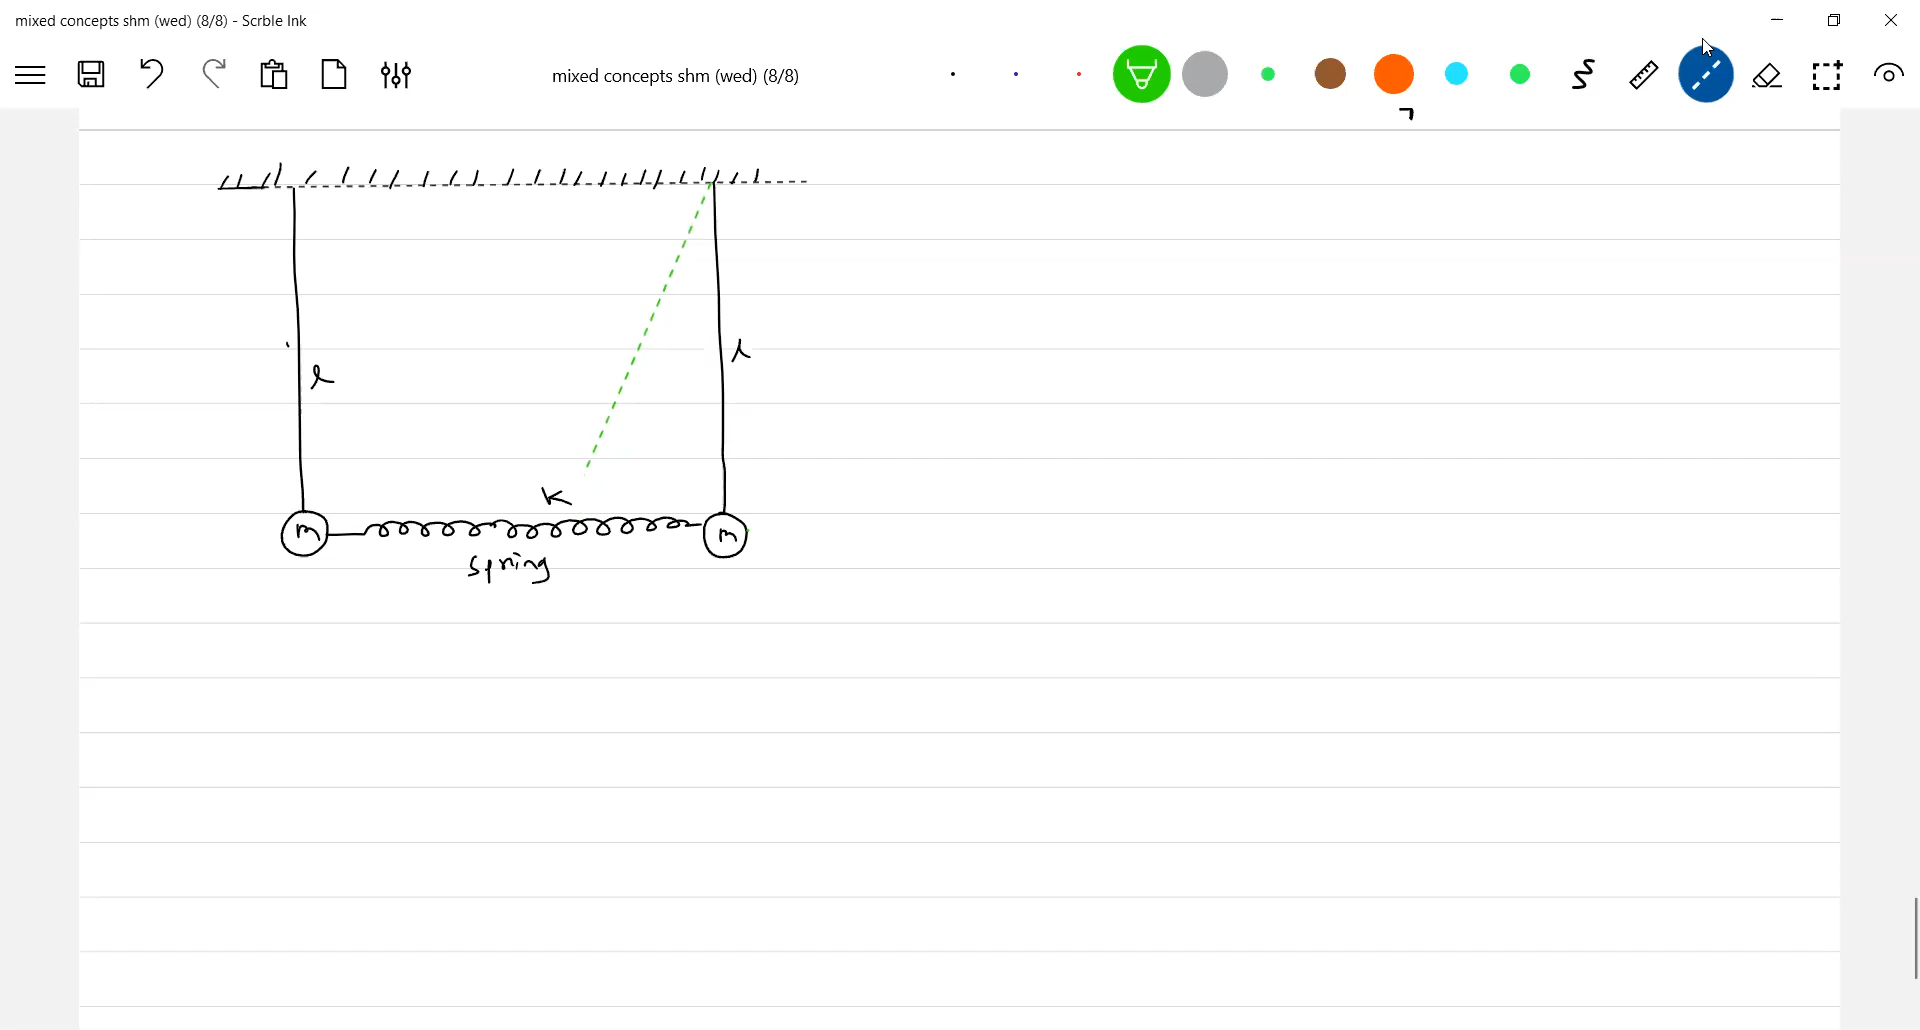 mixed concepts shm (wed) (8/8) - Scrble Ink
mixed concepts shm (wed) (8/8)
l
l
K
m
m
spring